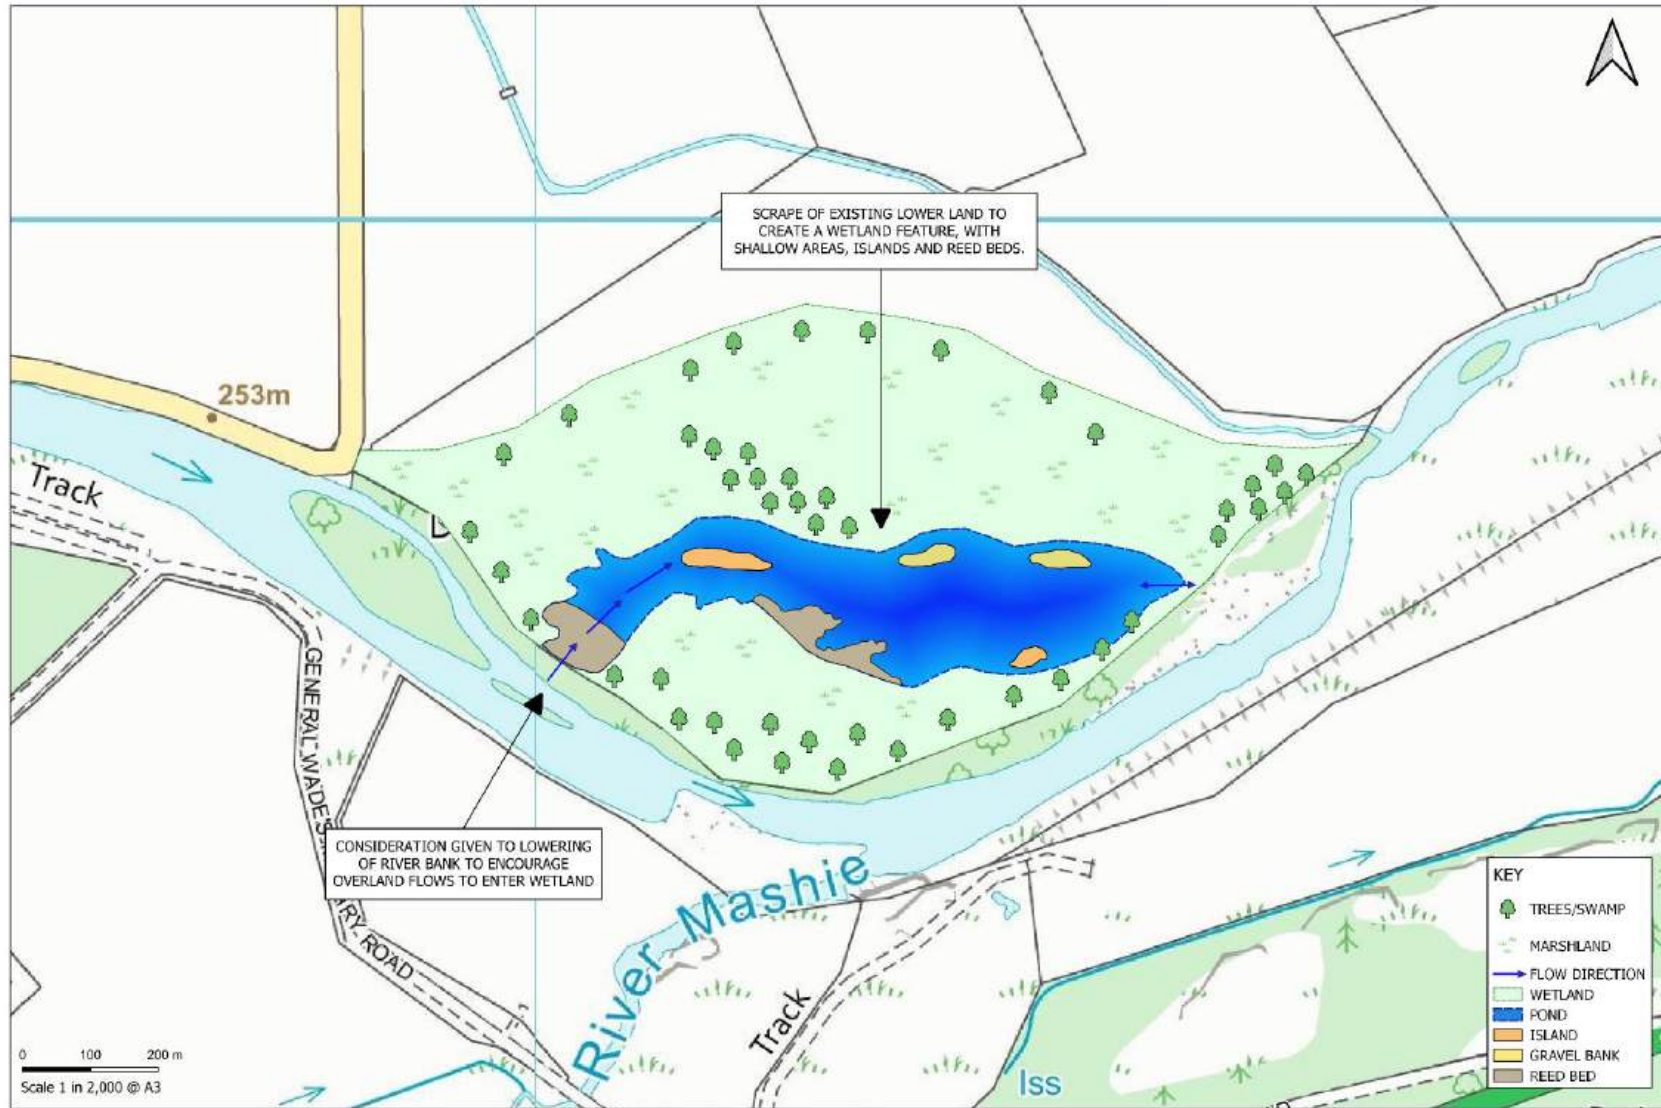 SCRAPE OF EXISTING LOWER LAND TO
CREATE A WETLAND FEATURE, WITH
SHALLOW AREAS, ISLANDS AND REED BEDS.
253m
Track
D
GENERAL WADE'S
ARY ROAD
CONSIDERATION GIVEN TO LOWERING
OF RIVER BANK TO ENCOURAGE
OVERLAND FLOWS TO ENTER WETLAND
River Mashie
Track
Iss
KEY
TREES/SWAMP
MARSHLAND
FLOW DIRECTION
WETLAND
POND
ISLAND
GRAVEL BANK
REED BED
0 100 200 m
Scale 1 in 2,000 @ A3